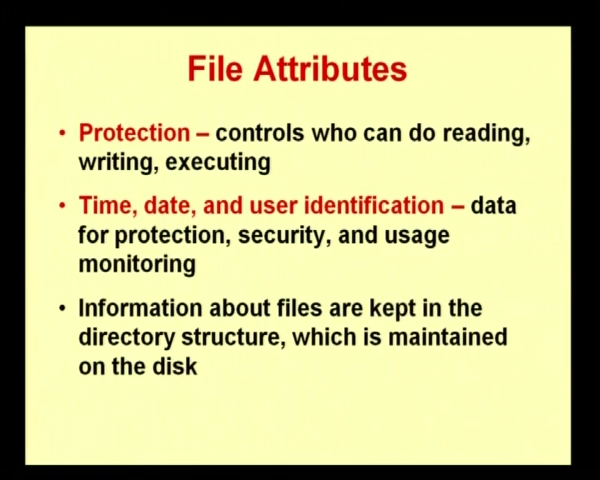 File Attributes
• Protection – controls who can do reading,
writing, executing
• Time, date, and user identification – data
for protection, security, and usage
monitoring
• Information about files are kept in the
directory structure, which is maintained
on the disk